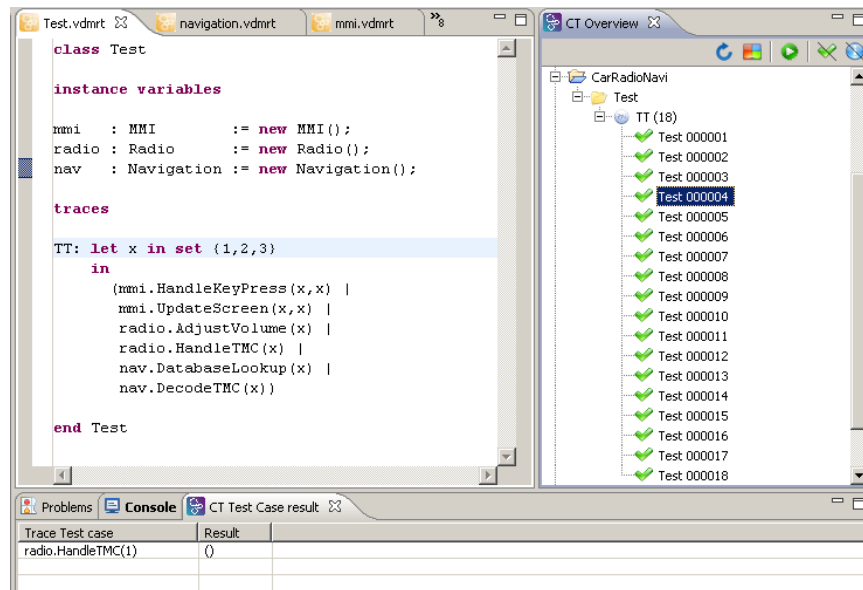 Test.vdmrt navigation.vdmrt mmi.vdmrt »8
class Test
instance variables
mmi : MMI := new MMI();
radio : Radio := new Radio();
nav : Navigation := new Navigation();
traces
TT: let x in set {1,2,3}
in
(mmi.HandleKeyPress(x,x) |
mmi.UpdateScreen(x,x) |
radio.AdjustVolume(x) |
radio.HandleTMC(x) |
nav.DatabaseLookup(x) |
nav.DecodeTMC(x))
end Test
CT Overview
CarRadioNavi
Test
TT (18)
Test 000001
Test 000002
Test 000003
Test 000004
Test 000005
Test 000006
Test 000007
Test 000008
Test 000009
Test 000010
Test 000011
Test 000012
Test 000013
Test 000014
Test 000015
Test 000016
Test 000017
Test 000018
Problems Console CT Test Case result
Trace Test case Result
radio.HandleTMC(1) ()